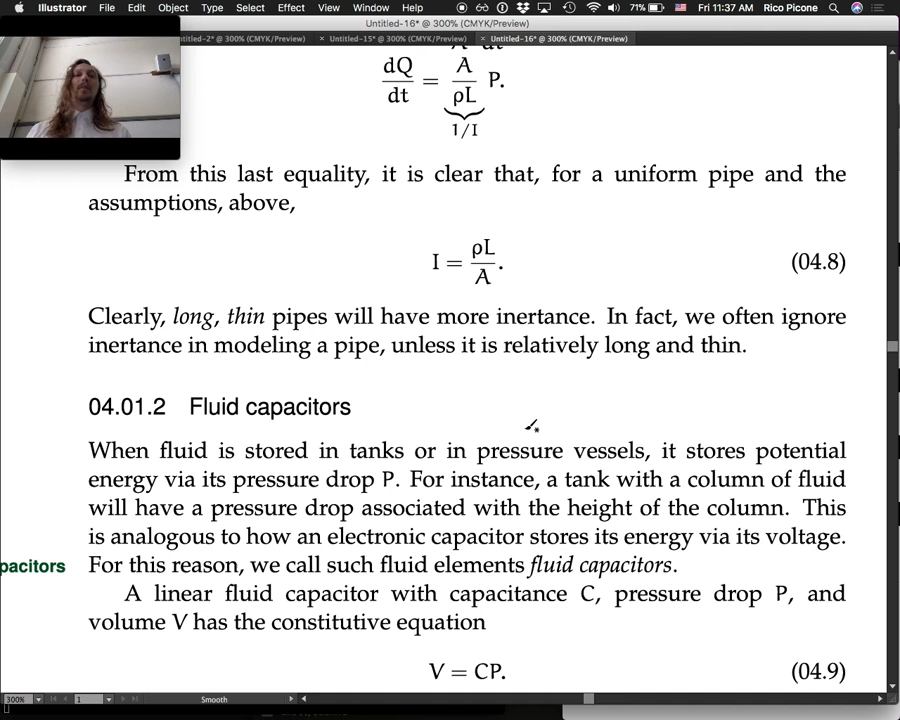 Illustrator File Edit Object Type Select Effect View Window Help 71% Fri 11:37 AM Rico Picone
Untitled-16* @ 300% (CMYK/Preview)
ntitled-2* @ 300% (CMYK/Preview) × Untitled-15* @ 300% (CMYK/Preview) × Untitled-16* @ 300% (CMYK/Preview)
dQ/dt = A/ρL P.
1/I
From this last equality, it is clear that, for a uniform pipe and the
assumptions, above,
I = ρL/A. (04.8)
Clearly, long, thin pipes will have more inertance. In fact, we often ignore
inertance in modeling a pipe, unless it is relatively long and thin.
04.01.2 Fluid capacitors
When fluid is stored in tanks or in pressure vessels, it stores potential
energy via its pressure drop P. For instance, a tank with a column of fluid
will have a pressure drop associated with the height of the column. This
is analogous to how an electronic capacitor stores its energy via its voltage.
pacitors For this reason, we call such fluid elements fluid capacitors.
A linear fluid capacitor with capacitance C, pressure drop P, and
volume V has the constitutive equation
V = CP. (04.9)
300% 1 Smooth